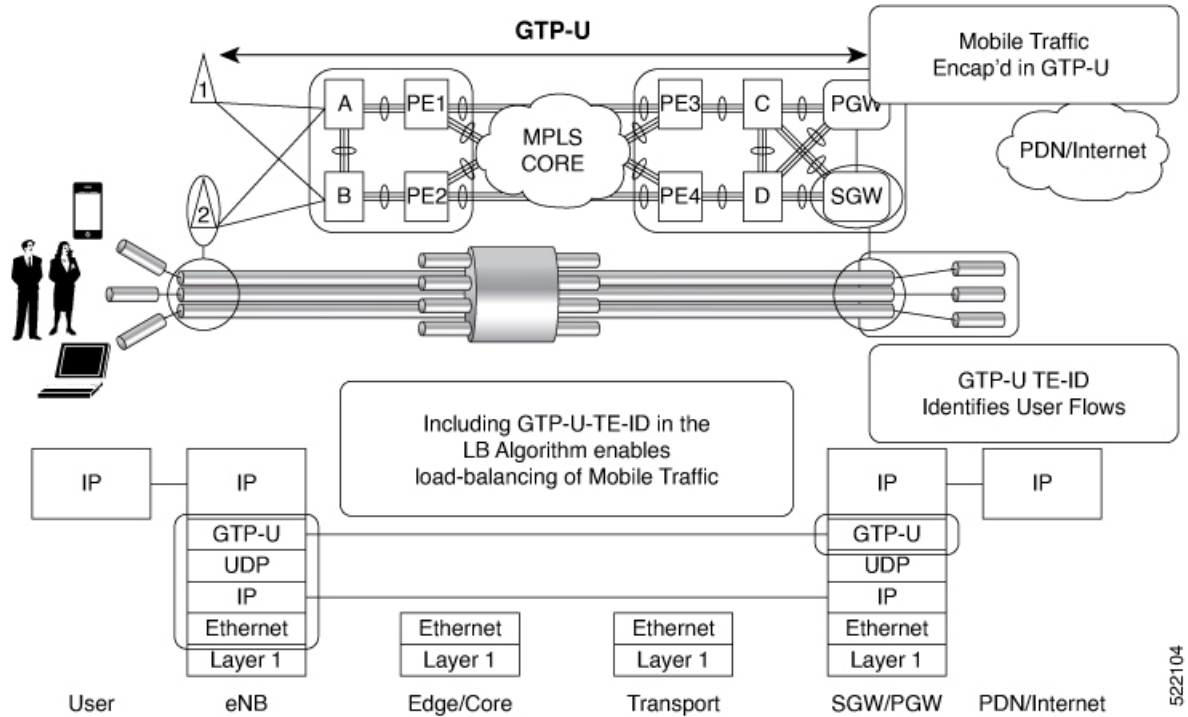 GTP-U
Mobile Traffic
Encap'd in GTP-U
1
A
PE1
PE3
C
PGW
MPLS
CORE
PDN/Internet
2
B
PE2
PE4
D
SGW
GTP-U TE-ID
Identifies User Flows
Including GTP-U-TE-ID in the
LB Algorithm enables
load-balancing of Mobile Traffic
IP
IP
IP
IP
GTP-U
GTP-U
UDP
UDP
IP
IP
Ethernet
Ethernet
Ethernet
Ethernet
Layer 1
Layer 1
Layer 1
Layer 1
User
eNB
Edge/Core
Transport
SGW/PGW
PDN/Internet
522104